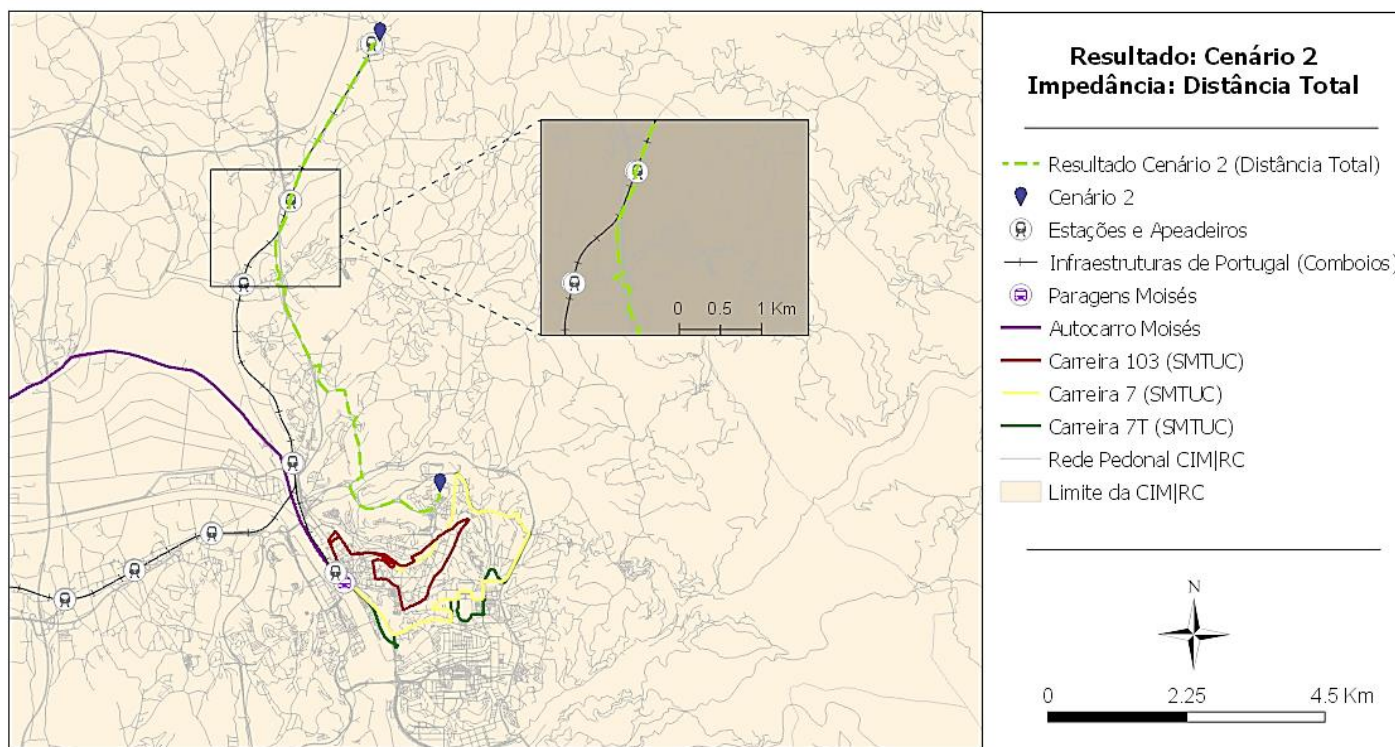 Resultado: Cenário 2
Impedância: Distância Total
Resultado Cenário 2 (Distância Total)
Cenário 2
Estações e Apeadeiros
Infraestruturas de Portugal (Comboios)
Paragens Moisés
Autocarro Moisés
Carreira 103 (SMTUC)
Carreira 7 (SMTUC)
Carreira 7T (SMTUC)
Rede Pedonal CIM|RC
Limite da CIM|RC
N
0 2.25 4.5 Km
0 0.5 1 Km